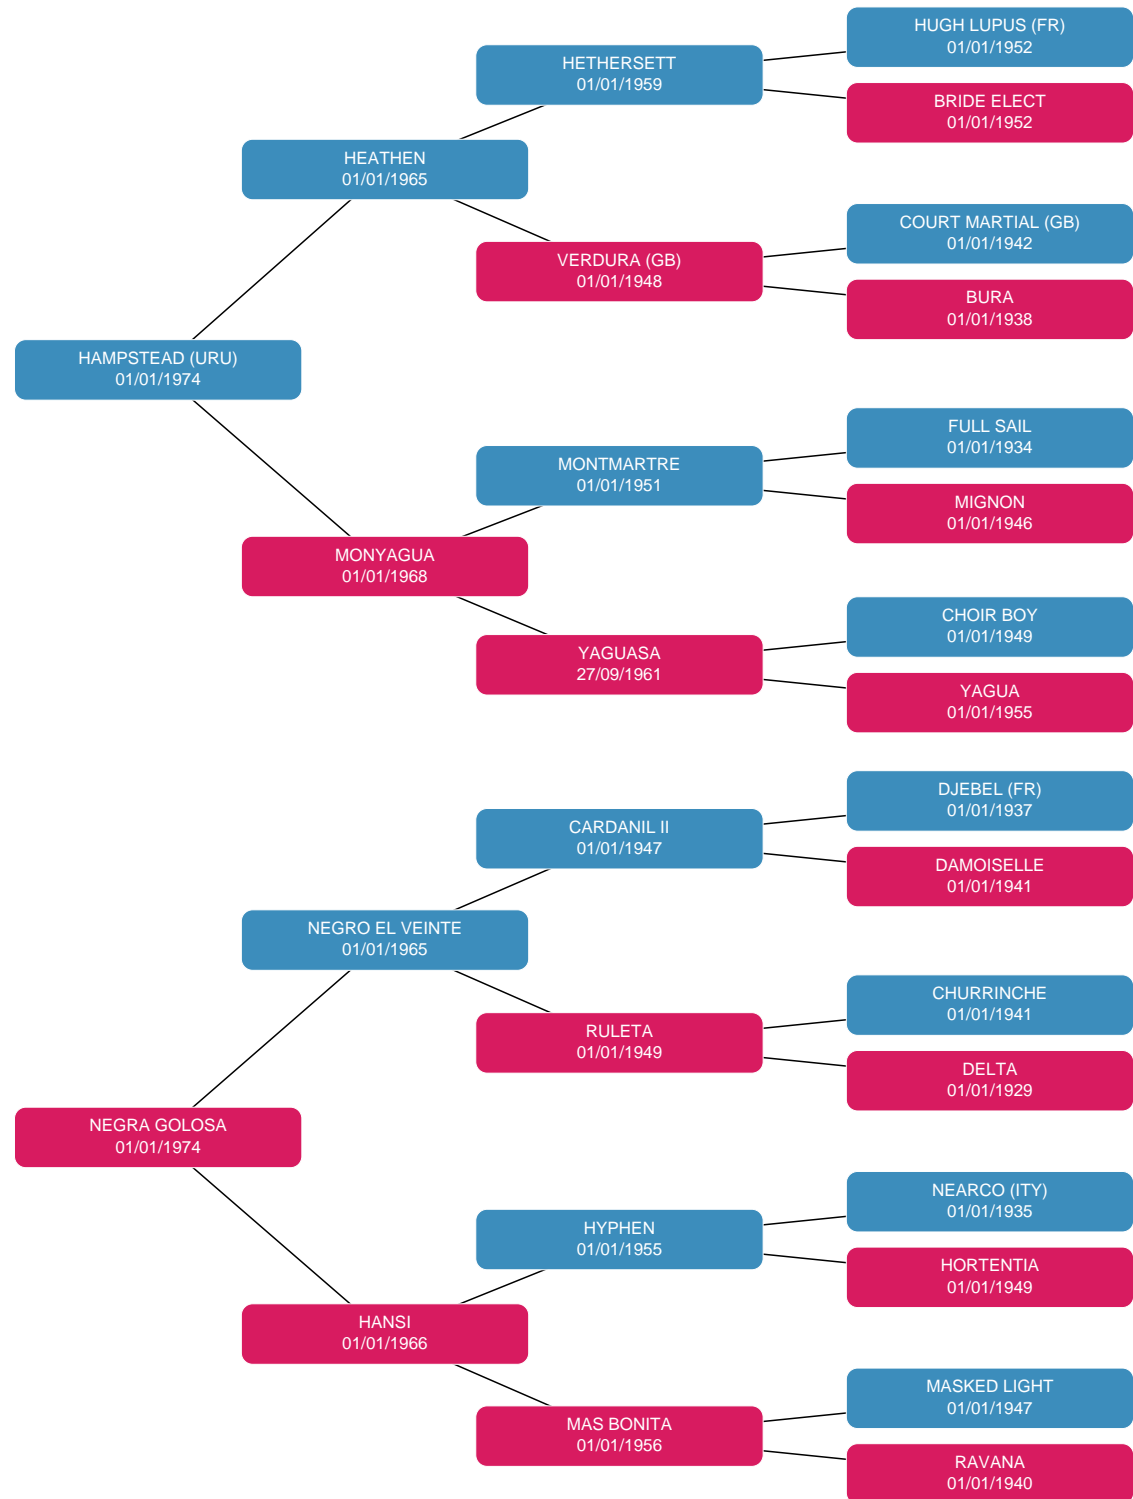 HUGH LUPUS (FR)
01/01/1952
HETHERSETT
01/01/1959
BRIDE ELECT
01/01/1952
HEATHEN
01/01/1965
COURT MARTIAL (GB)
01/01/1942
VERDURA (GB)
01/01/1948
BURA
01/01/1938
HAMPSTEAD (URU)
01/01/1974
FULL SAIL
01/01/1934
MONTMARTRE
01/01/1951
MIGNON
01/01/1946
MONYAGUA
01/01/1968
CHOIR BOY
01/01/1949
YAGUASA
27/09/1961
YAGUA
01/01/1955
DJEBEL (FR)
01/01/1937
CARDANIL II
01/01/1947
DAMOISELLE
01/01/1941
NEGRO EL VEINTE
01/01/1965
CHURRINCHE
01/01/1941
RULETA
01/01/1949
DELTA
01/01/1929
NEGRA GOLOSA
01/01/1974
NEARCO (ITY)
01/01/1935
HYPHEN
01/01/1955
HORTENTIA
01/01/1949
HANSI
01/01/1966
MASKED LIGHT
01/01/1947
MAS BONITA
01/01/1956
RAVANA
01/01/1940